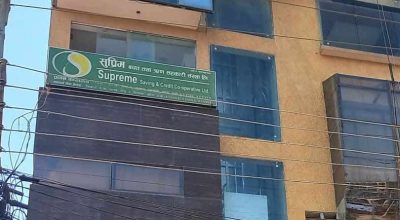 सुप्रिम बचत तथा ऋण सहकारी संस्था लि
Supreme Saving & Credit Co-operative Ltd.